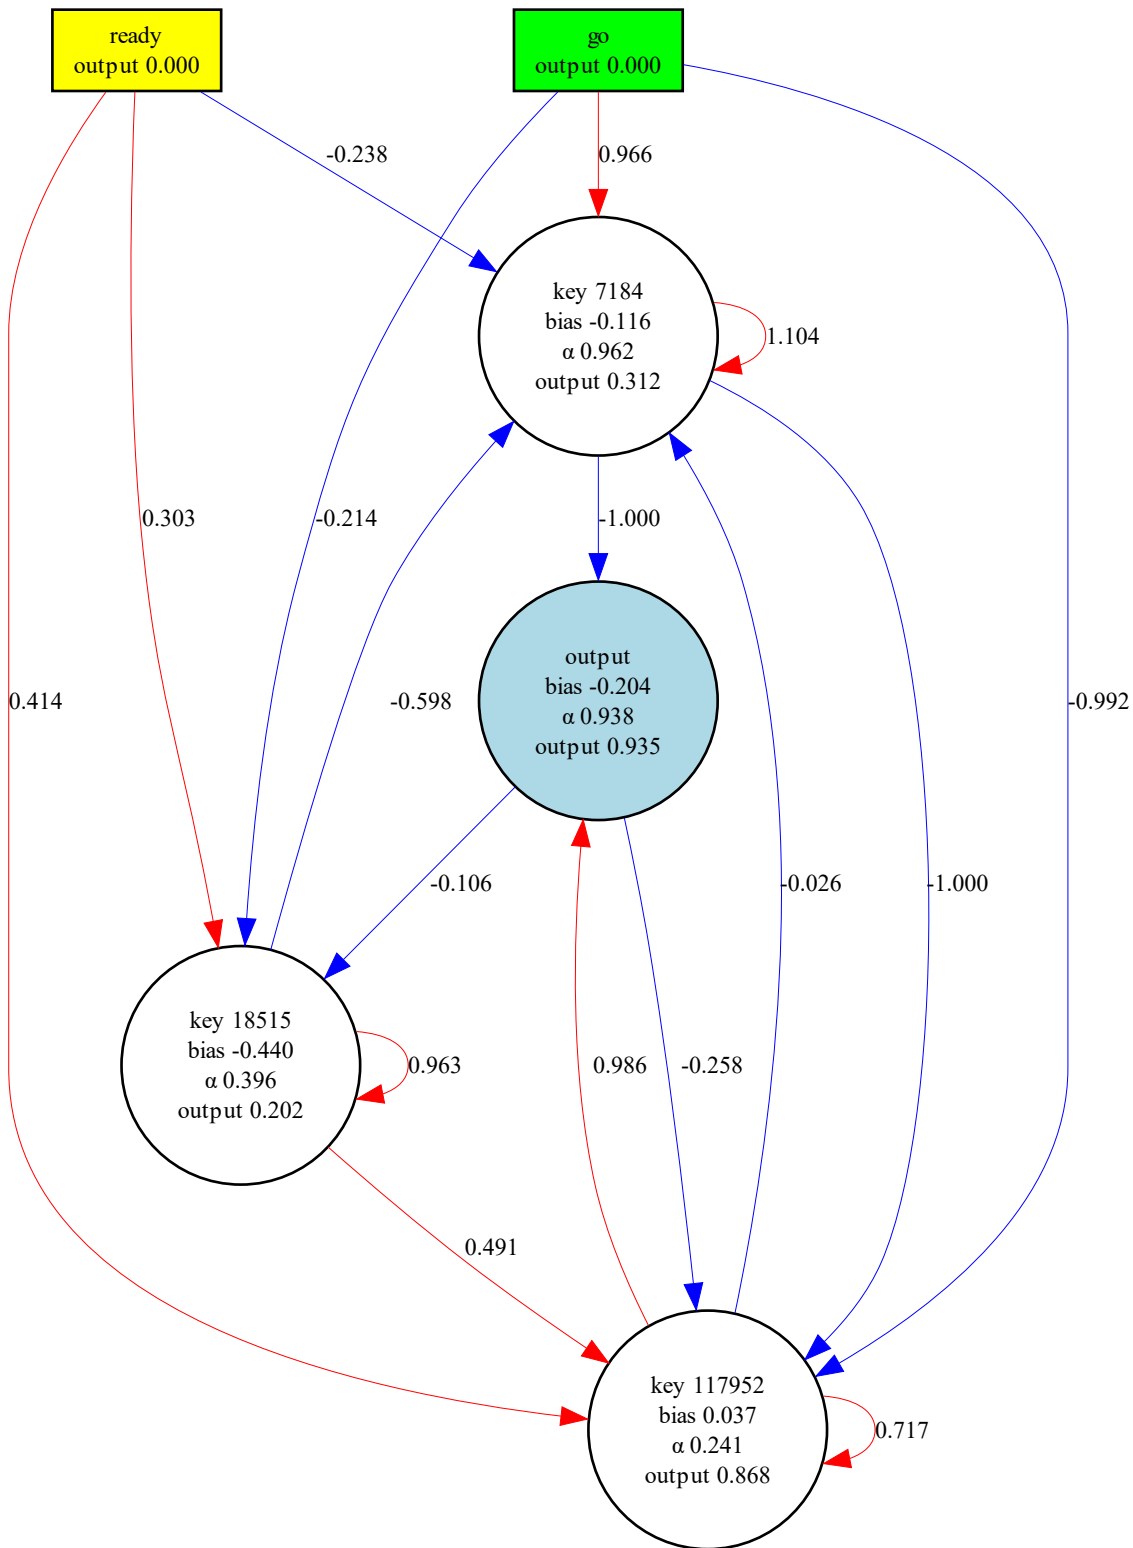 ready
output 0.000
go
output 0.000
-0.238
0.966
key 7184
bias -0.116
α 0.962
output 0.312
1.104
0.303
-0.214
-1.000
output
bias -0.204
α 0.938
output 0.935
0.414
-0.598
-0.992
-0.106
-0.026
-1.000
key 18515
bias -0.440
α 0.396
output 0.202
0.963
0.986
-0.258
0.491
key 117952
bias 0.037
α 0.241
output 0.868
0.717